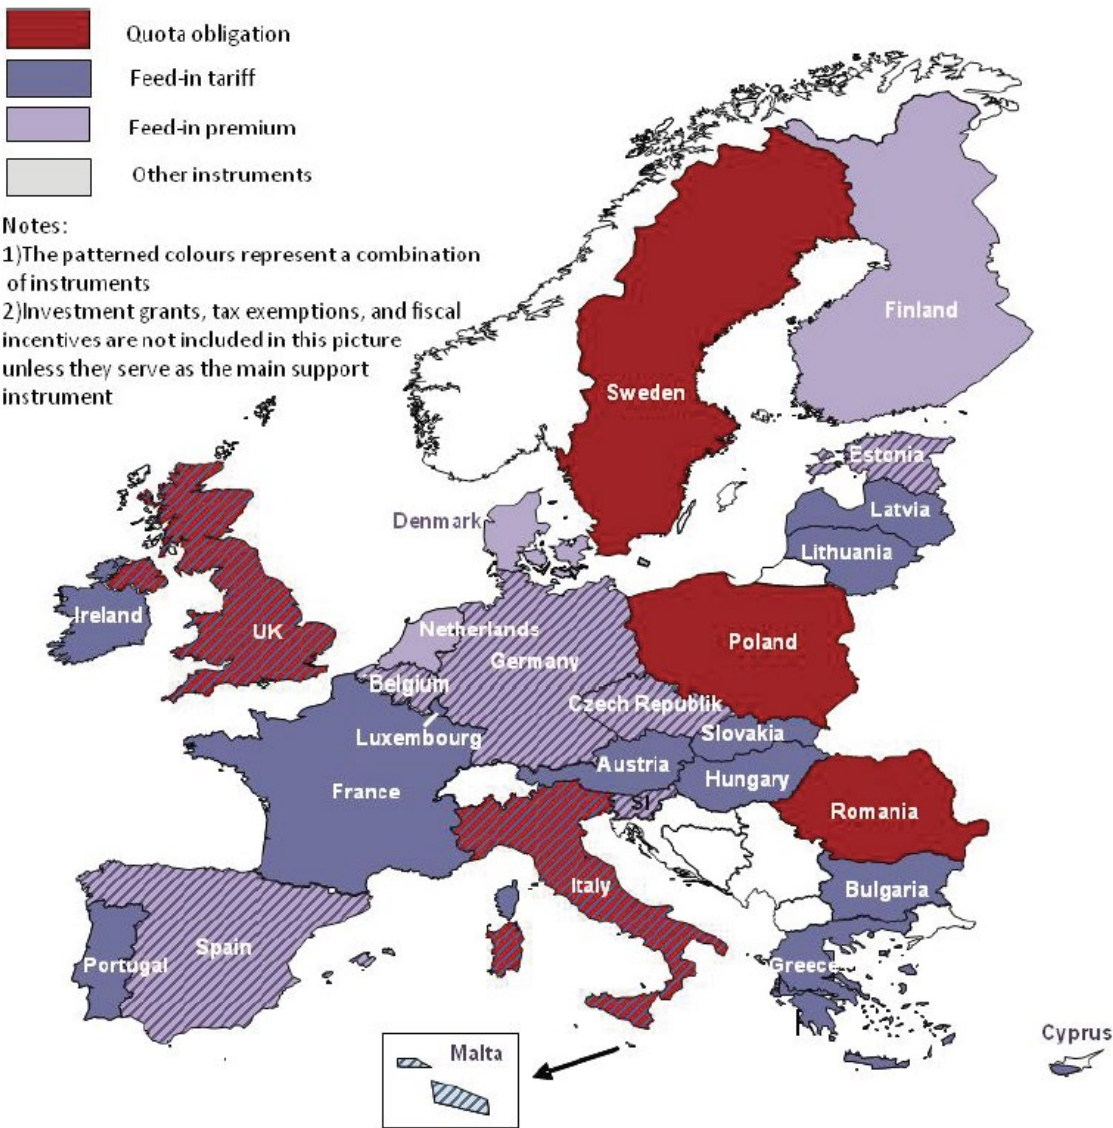 Quota obligation
Feed-in tariff
Feed-in premium
Other instruments
Notes:
1)The patterned colours represent a combination
of instruments
2)Investment grants, tax exemptions, and fiscal
incentives are not included in this picture
unless they serve as the main support
instrument
Finland
Sweden
Estonia
Latvia
Denmark
Lithuania
Ireland
UK
Netherlands
Poland
Germany
Belgium
Czech Republik
Slovakia
Luxembourg
Austria
Hungary
France
SI
Romania
Italy
Bulgaria
Spain
Portugal
Greece
Cyprus
Malta